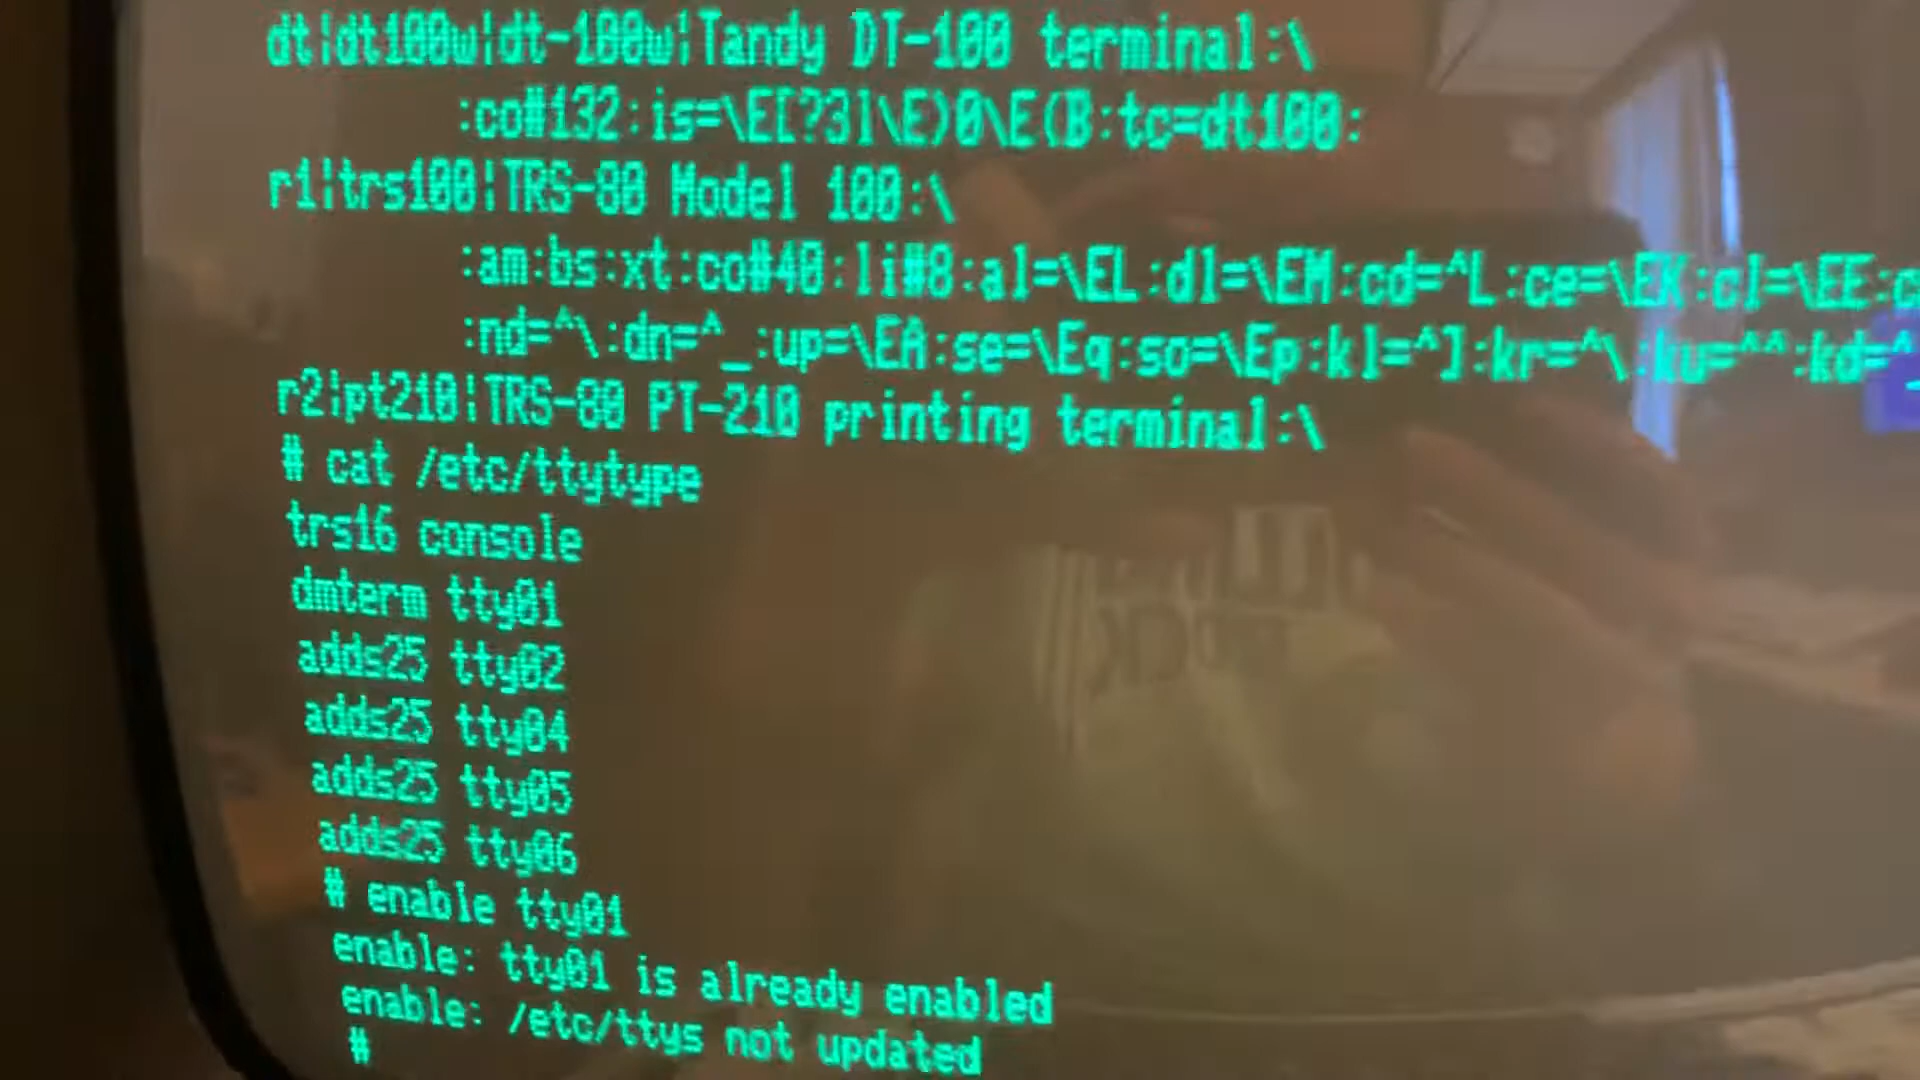 dt|dt100w|dt-100w|Tandy DT-100 terminal:\
:co#132:is=\E[?3l\E)0\E(B:tc=dt100:
r1|trs100|TRS-80 Model 100:\
:am:bs:xt:co#40:li#8:al=\EL:dl=\EM:cd=^L:ce=\EK:cl=\EE:c
:nd=^\:dn=^_:up=\EA:se=\Eq:so=\Ep:kl=^]:kr=^\:ku=^^:kd=^
r2|pt210|TRS-80 PT-210 printing terminal:\
# cat /etc/ttytype
trs16 console
dmterm tty01
adds25 tty02
adds25 tty04
adds25 tty05
adds25 tty06
# enable tty01
enable: tty01 is already enabled
enable: /etc/ttys not updated
#